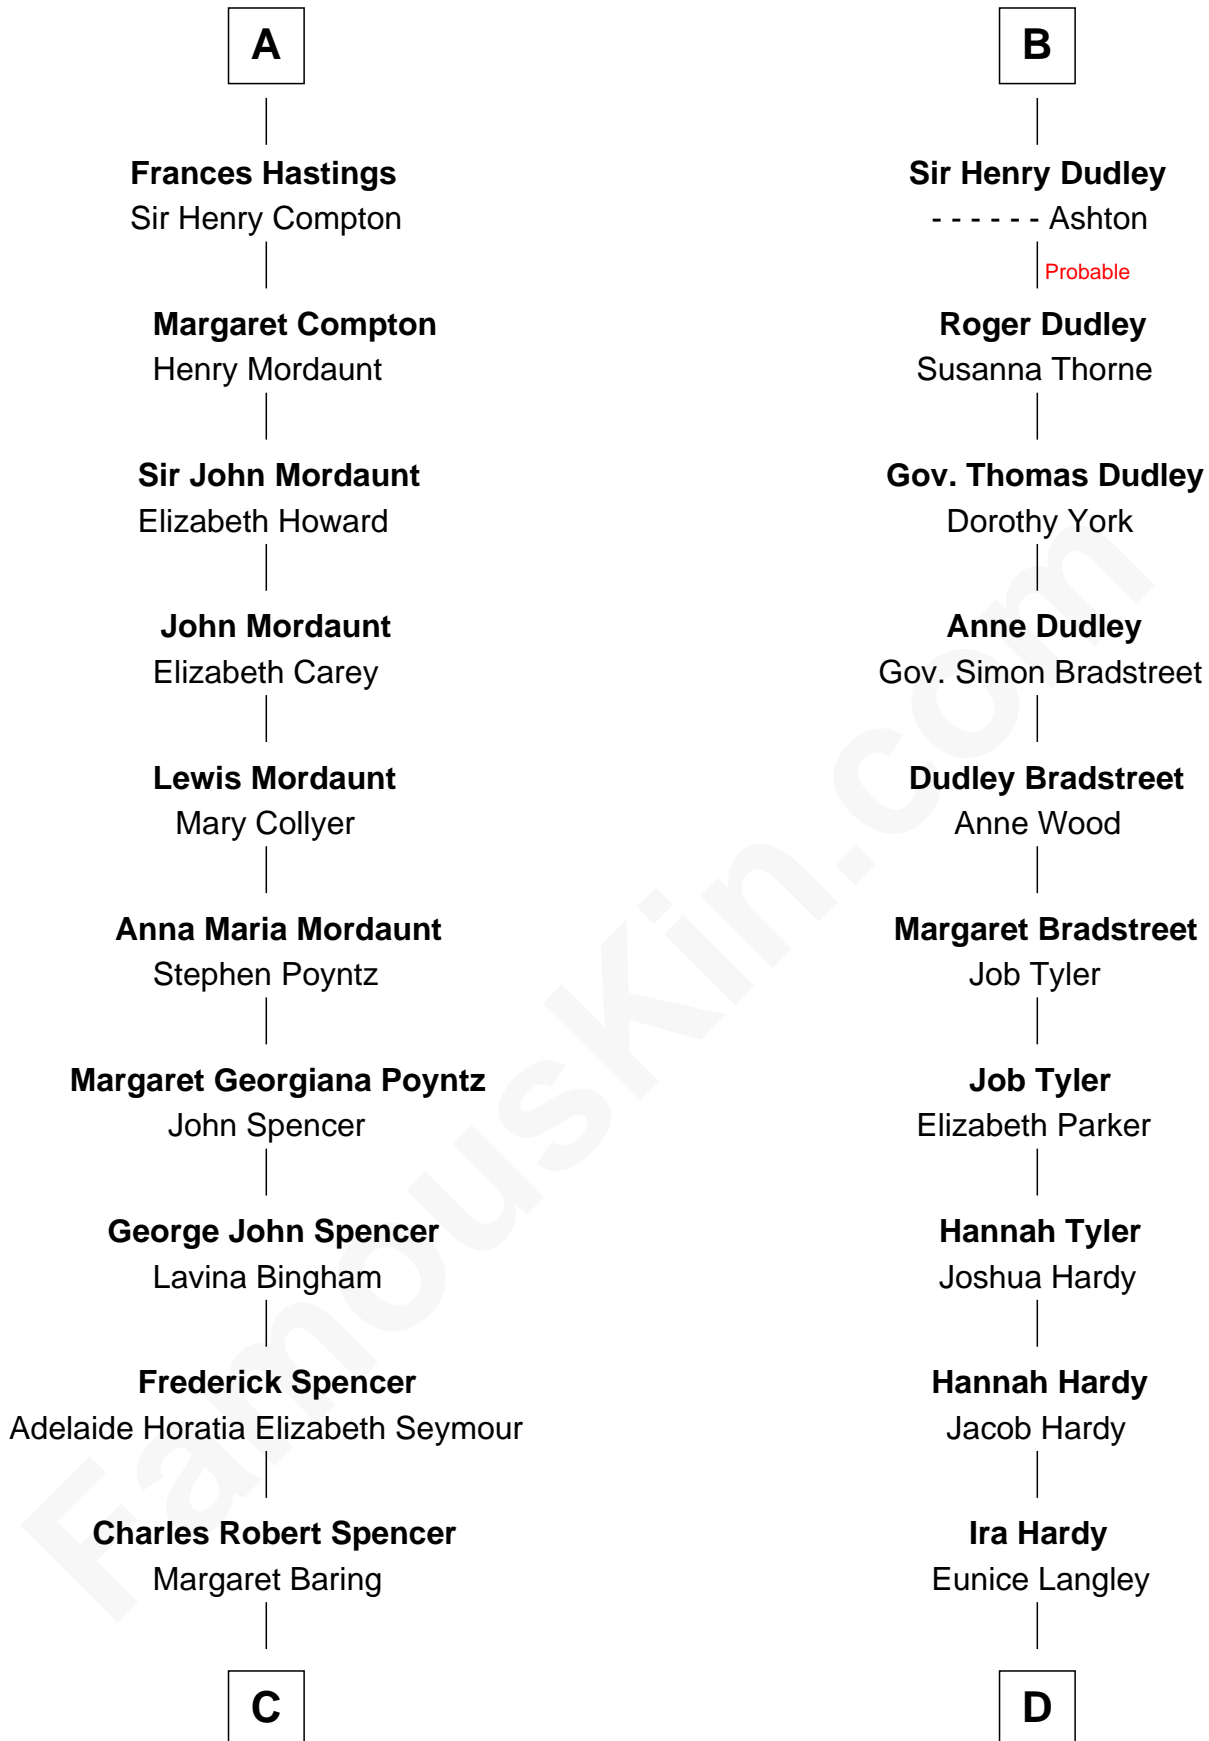 A
Frances Hastings
Sir Henry Compton
Margaret Compton
Henry Mordaunt
Sir John Mordaunt
Elizabeth Howard
John Mordaunt
Elizabeth Carey
Lewis Mordaunt
Mary Collyer
Anna Maria Mordaunt
Stephen Poyntz
Margaret Georgiana Poyntz
John Spencer
George John Spencer
Lavina Bingham
Frederick Spencer
Adelaide Horatia Elizabeth Seymour
Charles Robert Spencer
Margaret Baring
C
B
Sir Henry Dudley
- - - - - - Ashton
Probable
Roger Dudley
Susanna Thorne
Gov. Thomas Dudley
Dorothy York
Anne Dudley
Gov. Simon Bradstreet
Dudley Bradstreet
Anne Wood
Margaret Bradstreet
Job Tyler
Job Tyler
Elizabeth Parker
Hannah Tyler
Joshua Hardy
Hannah Hardy
Jacob Hardy
Ira Hardy
Eunice Langley
D
FamousKin.com